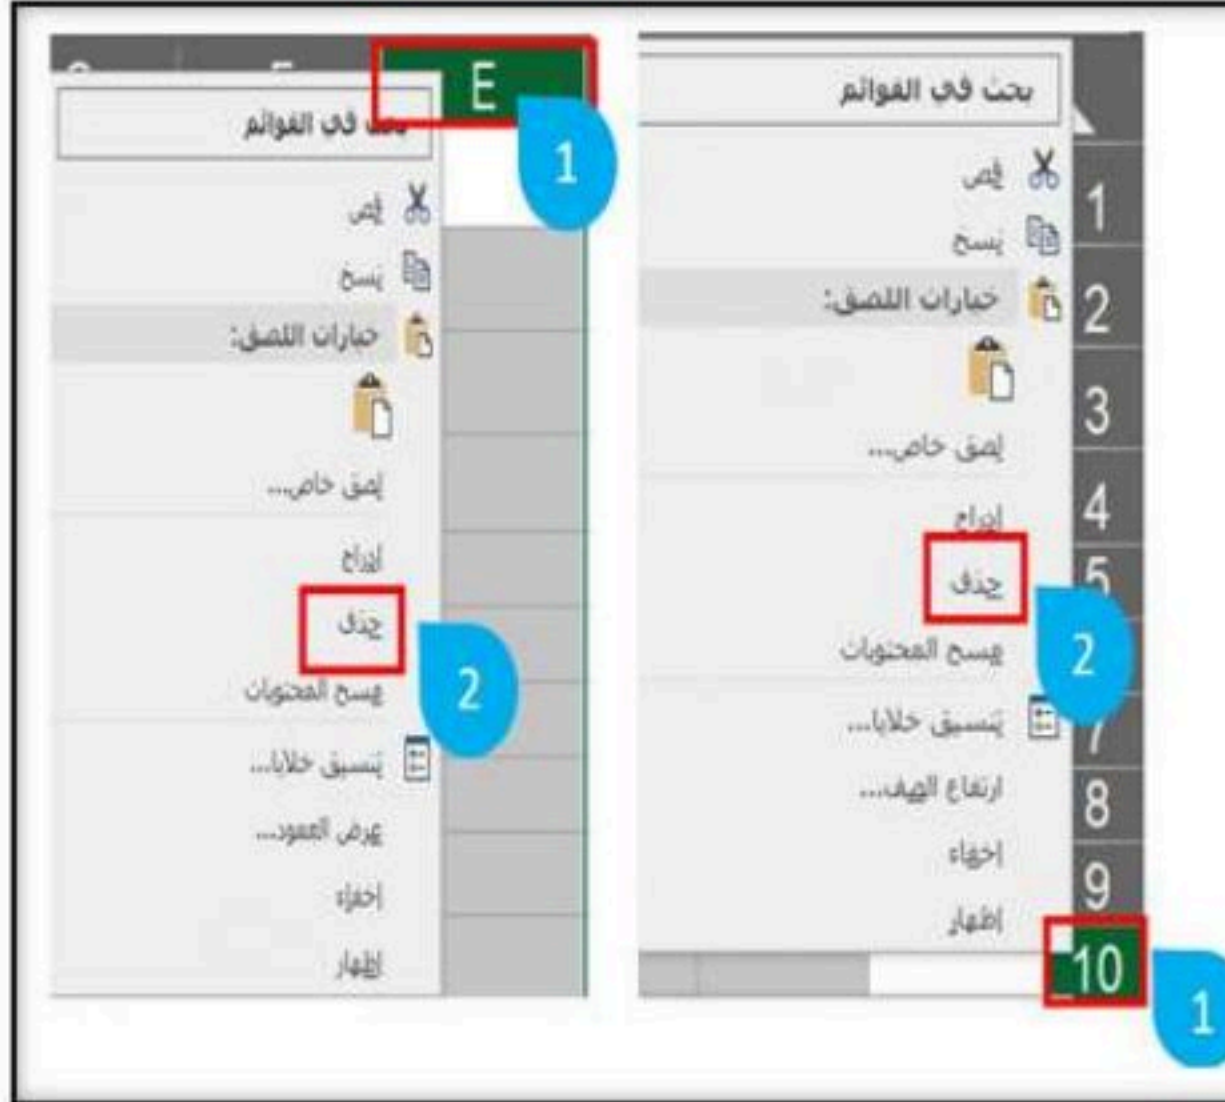 بحث في القوائم
1
قص
نسخ
خيارات اللصق:
2
3
لصق خاص...
4
إدراج
5
حذف
2
مسح المحتويات
7
تنسيق خلايا...
8
ارتفاع الصف...
إخفاء
9
إظهار
10
1
E
1
بحث في القوائم
قص
نسخ
خيارات اللصق:
لصق خاص...
إدراج
حذف
2
مسح المحتويات
تنسيق خلايا...
عرض العمود...
إخفاء
إظهار